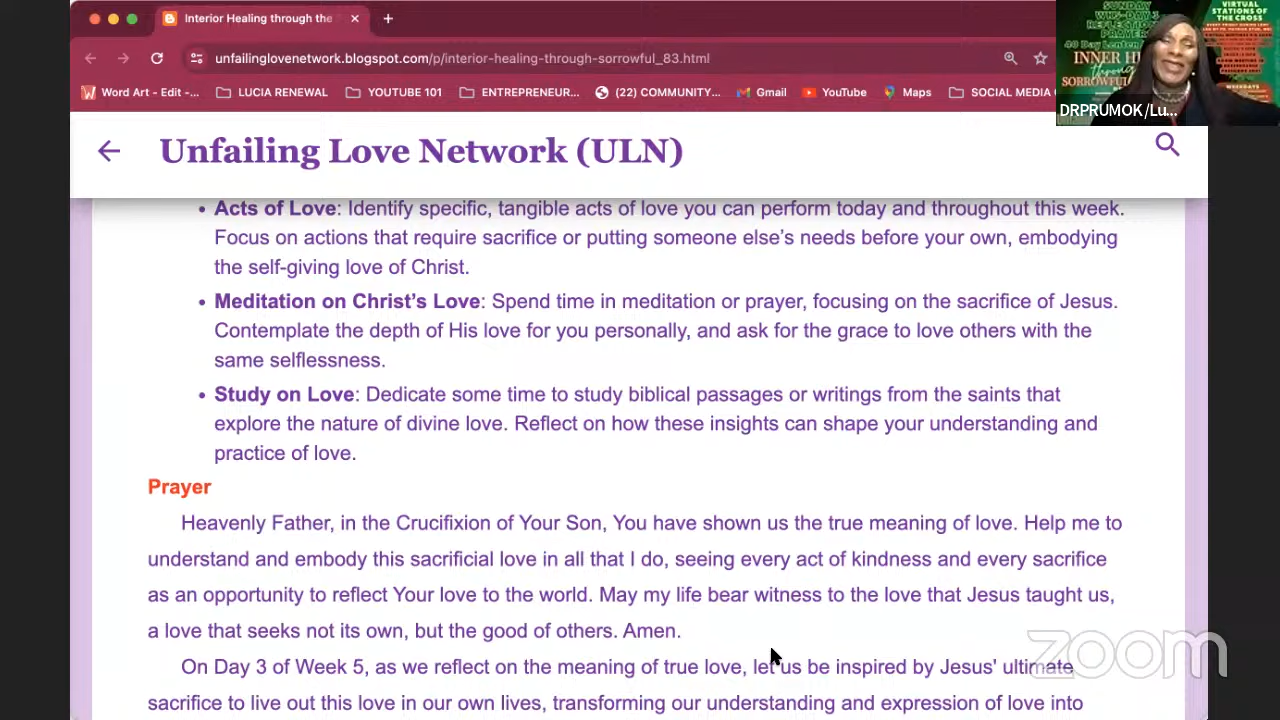 Interior Healing through the
unfailinglovenetwork.blogspot.com/p/interior-healing-through-sorrowful_83.html
Word Art - Edit -... LUCIA RENEWAL YOUTUBE 101 ENTREPRENEUR... (22) COMMUNITY... Gmail YouTube Maps SOCIAL MEDIA
SUNDAY
REFLECTION
PRAYER
40 Day Lenten
INNER
SORROWFUL
VIRTUAL
STATIONS OF
THE CROSS
DRPRUMOK/Lu...
Unfailing Love Network (ULN)
• Acts of Love: Identify specific, tangible acts of love you can perform today and throughout this week.
Focus on actions that require sacrifice or putting someone else's needs before your own, embodying
the self-giving love of Christ.
• Meditation on Christ's Love: Spend time in meditation or prayer, focusing on the sacrifice of Jesus.
Contemplate the depth of His love for you personally, and ask for the grace to love others with the
same selflessness.
• Study on Love: Dedicate some time to study biblical passages or writings from the saints that
explore the nature of divine love. Reflect on how these insights can shape your understanding and
practice of love.
Prayer
Heavenly Father, in the Crucifixion of Your Son, You have shown us the true meaning of love. Help me to
understand and embody this sacrificial love in all that I do, seeing every act of kindness and every sacrifice
as an opportunity to reflect Your love to the world. May my life bear witness to the love that Jesus taught us,
a love that seeks not its own, but the good of others. Amen.
On Day 3 of Week 5, as we reflect on the meaning of true love, let us be inspired by Jesus' ultimate
sacrifice to live out this love in our own lives, transforming our understanding and expression of love into
zoom